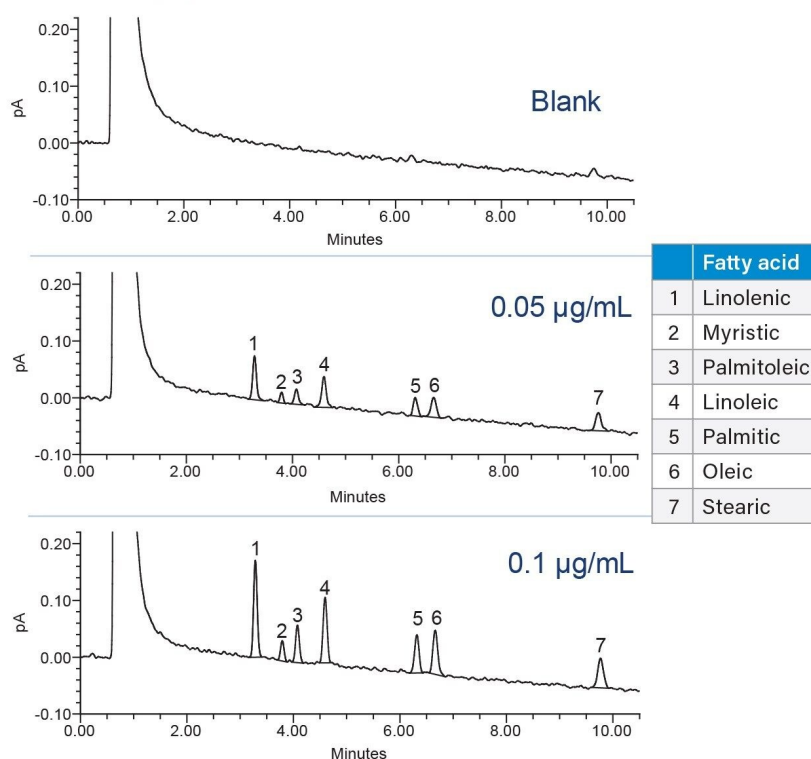 0.20
0.10
pA
0.00
-0.10
Blank
0.00 2.00 4.00 6.00 8.00 10.00
Minutes
0.20
0.10
pA
0.00
-0.10
0.05 µg/mL
1 2 3 4 5 6 7
0.00 2.00 4.00 6.00 8.00 10.00
Minutes
Fatty acid
1 Linolenic
2 Myristic
3 Palmitoleic
4 Linoleic
5 Palmitic
6 Oleic
7 Stearic
0.20
0.10
pA
0.00
-0.10
0.1 µg/mL
1 2 3 4 5 6 7
0.00 2.00 4.00 6.00 8.00 10.00
Minutes